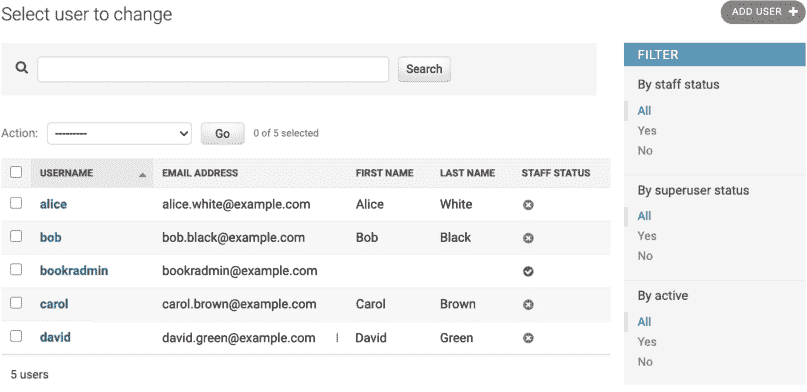 Select user to change
ADD USER +
Search
Action: --------- Go 0 of 5 selected
USERNAME EMAIL ADDRESS FIRST NAME LAST NAME STAFF STATUS
alice alice.white@example.com Alice White
bob bob.black@example.com Bob Black
bookradmin bookradmin@example.com
carol carol.brown@example.com Carol Brown
david david.green@example.com David Green
5 users
FILTER
By staff status
All
Yes
No
By superuser status
All
Yes
No
By active
All
Yes
No